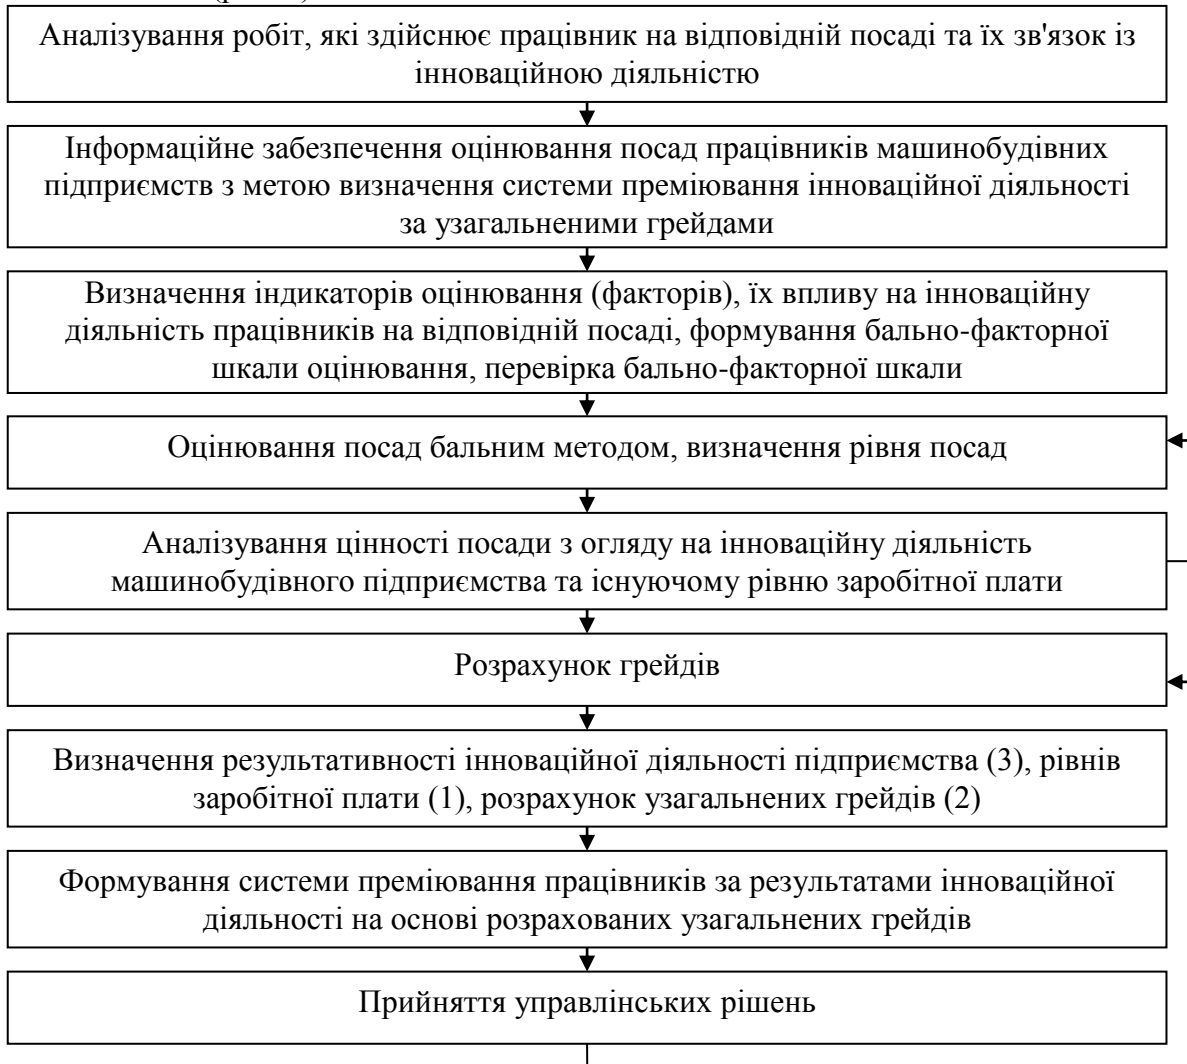 Аналізування робіт, які здійснює працівник на відповідній посаді та їх зв'язок із
інноваційною діяльністю
Інформаційне забезпечення оцінювання посад працівників машинобудівних
підприємств з метою визначення системи преміювання інноваційної діяльності
за узагальненими грейдами
Визначення індикаторів оцінювання (факторів), їх впливу на інноваційну
діяльність працівників на відповідній посаді, формування бально-факторної
шкали оцінювання, перевірка бально-факторної шкали
Оцінювання посад бальним методом, визначення рівня посад
Аналізування цінності посади з огляду на інноваційну діяльність
машинобудівного підприємства та існуючому рівню заробітної плати
Розрахунок грейдів
Визначення результативності інноваційної діяльності підприємства (3), рівнів
заробітної плати (1), розрахунок узагальнених грейдів (2)
Формування системи преміювання працівників за результатами інноваційної
діяльності на основі розрахованих узагальнених грейдів
Прийняття управлінських рішень